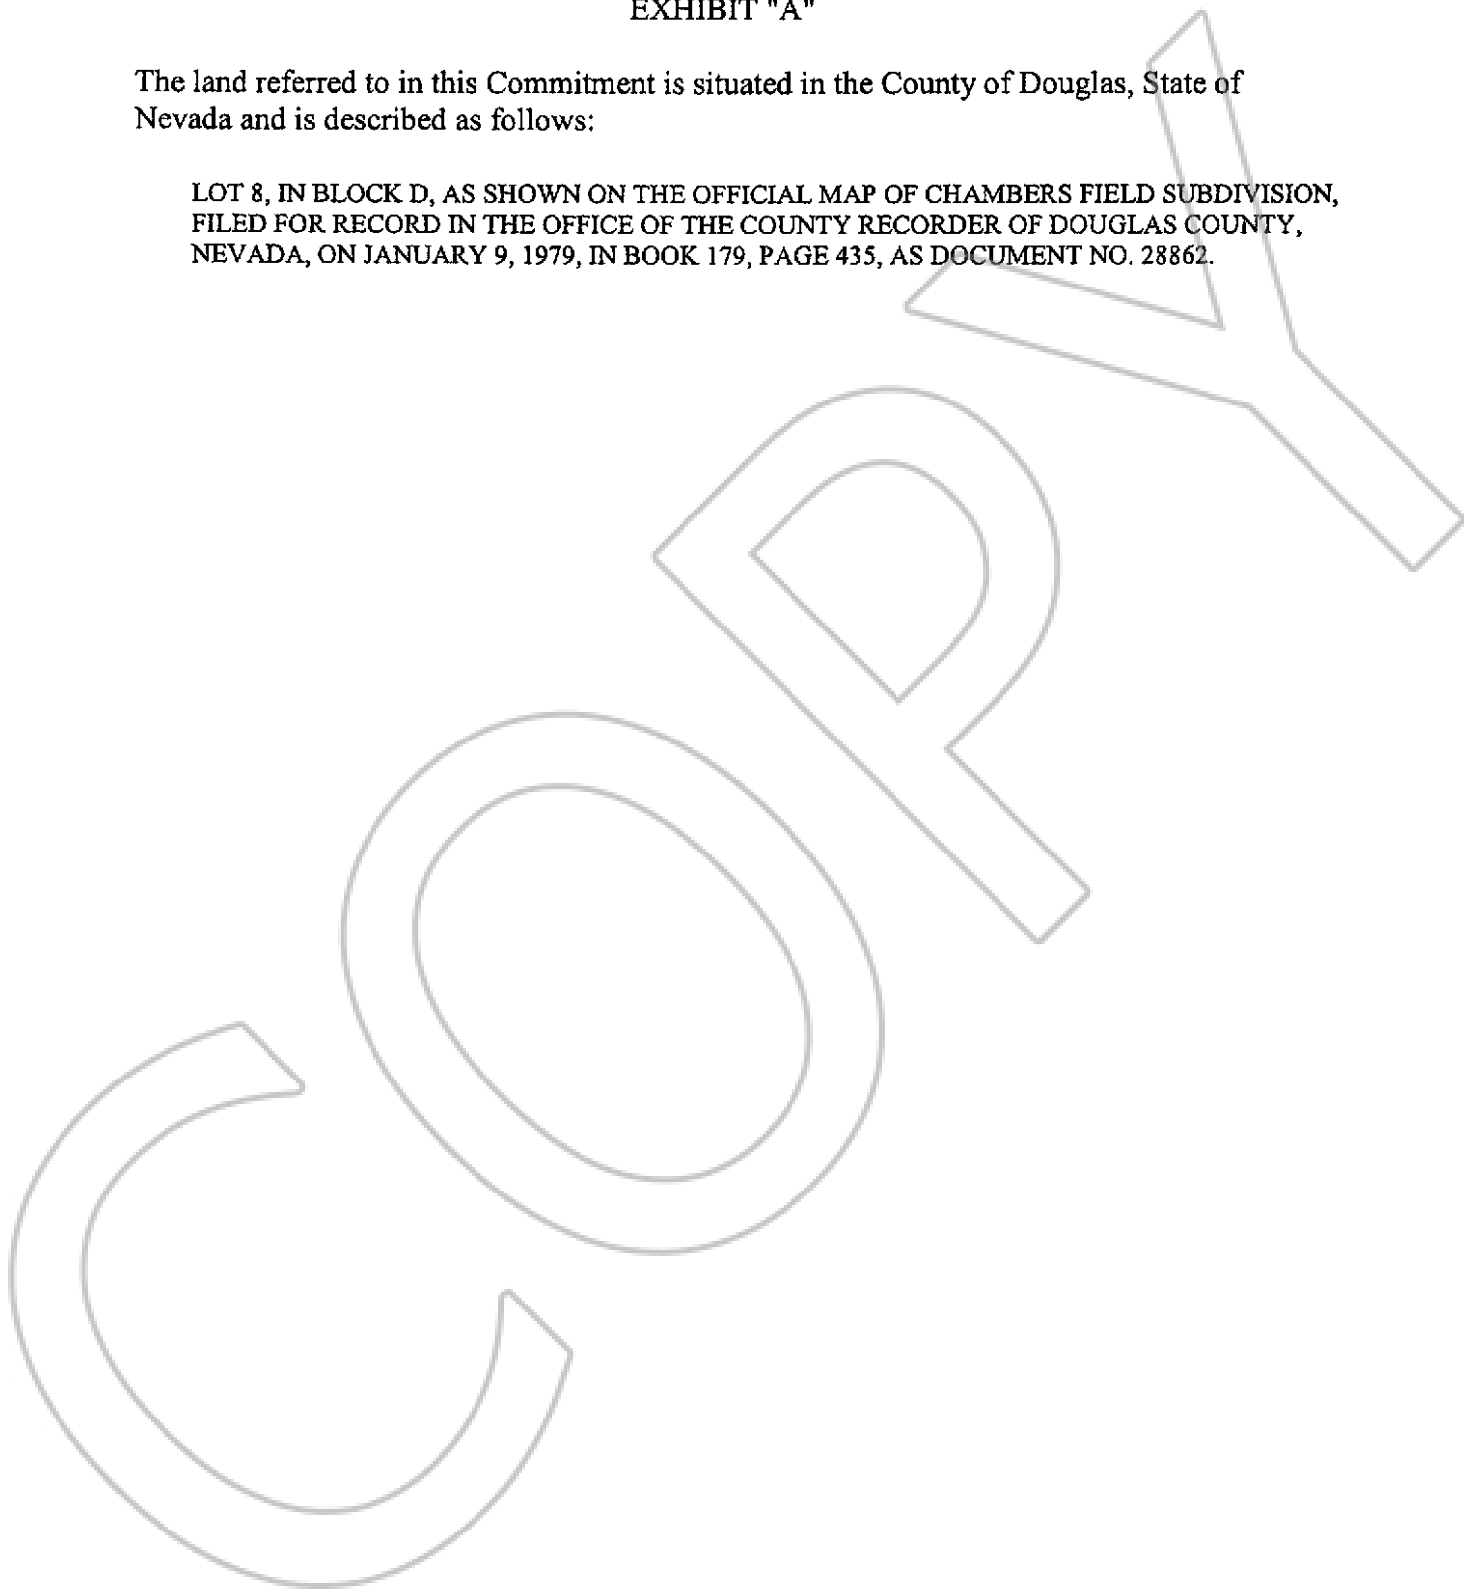 EXHIBIT "A"
The land referred to in this Commitment is situated in the County of Douglas, State of
Nevada and is described as follows:
LOT 8, IN BLOCK D, AS SHOWN ON THE OFFICIAL MAP OF CHAMBERS FIELD SUBDIVISION,
FILED FOR RECORD IN THE OFFICE OF THE COUNTY RECORDER OF DOUGLAS COUNTY,
NEVADA, ON JANUARY 9, 1979, IN BOOK 179, PAGE 435, AS DOCUMENT NO. 28862.
COPY